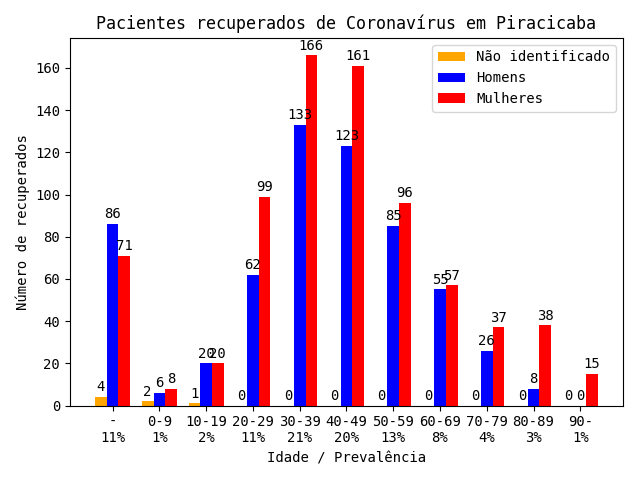 Pacientes recuperados de Coronavírus em Piracicaba
Número de recuperados
160
140
120
100
80
60
40
20
0
Não identificado
Homens
Mulheres
4 86 71
2 6 8
1 20 20
0 62 99
0 133 166
0 123 161
0 85 96
0 55 57
0 26 37
0 8 38
0 0 15
- 0-9 10-19 20-29 30-39 40-49 50-59 60-69 70-79 80-89 90-
11% 1% 2% 11% 21% 20% 13% 8% 4% 3% 1%
Idade / Prevalência